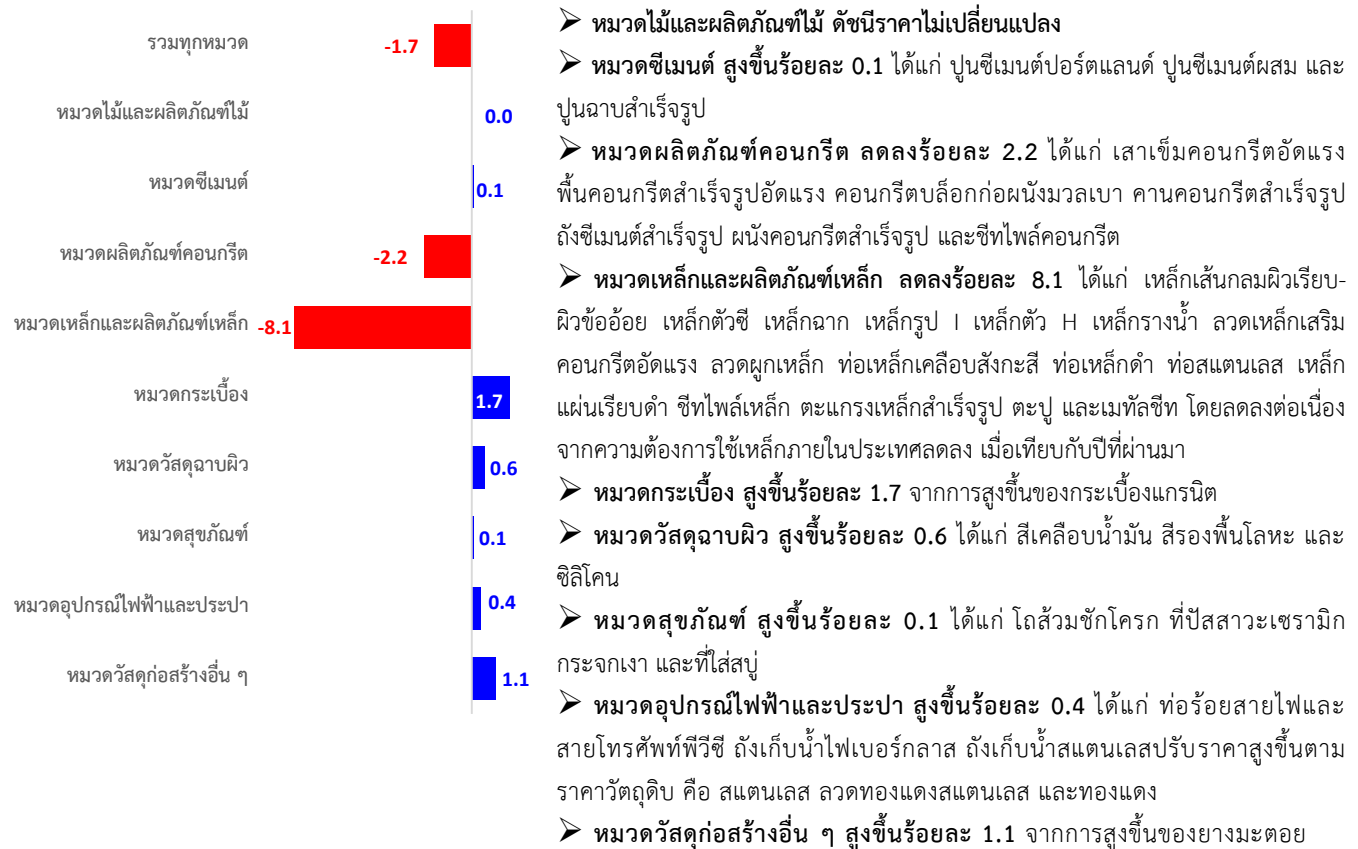 รวมทุกหมวด -1.7
หมวดไม้และผลิตภัณฑ์ไม้ 0.0
หมวดซีเมนต์ 0.1
หมวดผลิตภัณฑ์คอนกรีต -2.2
หมวดเหล็กและผลิตภัณฑ์เหล็ก -8.1
หมวดกระเบื้อง 1.7
หมวดวัสดุฉาบผิว 0.6
หมวดสุขภัณฑ์ 0.1
หมวดอุปกรณ์ไฟฟ้าและประปา 0.4
หมวดวัสดุก่อสร้างอื่น ๆ 1.1
➢ หมวดไม้และผลิตภัณฑ์ไม้ ดัชนีราคาไม่เปลี่ยนแปลง
➢ หมวดซีเมนต์ สูงขึ้นร้อยละ 0.1 ได้แก่ ปูนซีเมนต์ปอร์ตแลนด์ ปูนซีเมนต์ผสม และ
ปูนฉาบสำเร็จรูป
➢ หมวดผลิตภัณฑ์คอนกรีต ลดลงร้อยละ 2.2 ได้แก่ เสาเข็มคอนกรีตอัดแรง
พื้นคอนกรีตสำเร็จรูปอัดแรง คอนกรีตบล็อกก่อผนังมวลเบา คานคอนกรีตสำเร็จรูป
ถังซีเมนต์สำเร็จรูป ผนังคอนกรีตสำเร็จรูป และชีทไพล์คอนกรีต
➢ หมวดเหล็กและผลิตภัณฑ์เหล็ก ลดลงร้อยละ 8.1 ได้แก่ เหล็กเส้นกลมผิวเรียบ-
ผิวข้ออ้อย เหล็กตัวซี เหล็กฉาก เหล็กรูป I เหล็กตัว H เหล็กรางน้ำ ลวดเหล็กเสริม
คอนกรีตอัดแรง ลวดผูกเหล็ก ท่อเหล็กเคลือบสังกะสี ท่อเหล็กดำ ท่อสแตนเลส เหล็ก
แผ่นเรียบดำ ชีทไพล์เหล็ก ตะแกรงเหล็กสำเร็จรูป ตะปู และเมทัลชีท โดยลดลงต่อเนื่อง
จากความต้องการใช้เหล็กภายในประเทศลดลง เมื่อเทียบกับปีที่ผ่านมา
➢ หมวดกระเบื้อง สูงขึ้นร้อยละ 1.7 จากการสูงขึ้นของกระเบื้องแกรนิต
➢ หมวดวัสดุฉาบผิว สูงขึ้นร้อยละ 0.6 ได้แก่ สีเคลือบน้ำมัน สีรองพื้นโลหะ และ
ซิลิโคน
➢ หมวดสุขภัณฑ์ สูงขึ้นร้อยละ 0.1 ได้แก่ โถส้วมชักโครก ที่ปัสสาวะเซรามิก
กระจกเงา และที่ใส่สบู่
➢ หมวดอุปกรณ์ไฟฟ้าและประปา สูงขึ้นร้อยละ 0.4 ได้แก่ ท่อร้อยสายไฟและ
สายโทรศัพท์พีวีซี ถังเก็บน้ำไฟเบอร์กลาส ถังเก็บน้ำสแตนเลสปรับราคาสูงขึ้นตาม
ราคาวัตถุดิบ คือ สแตนเลส ลวดทองแดงสแตนเลส และทองแดง
➢ หมวดวัสดุก่อสร้างอื่น ๆ สูงขึ้นร้อยละ 1.1 จากการสูงขึ้นของยางมะตอย